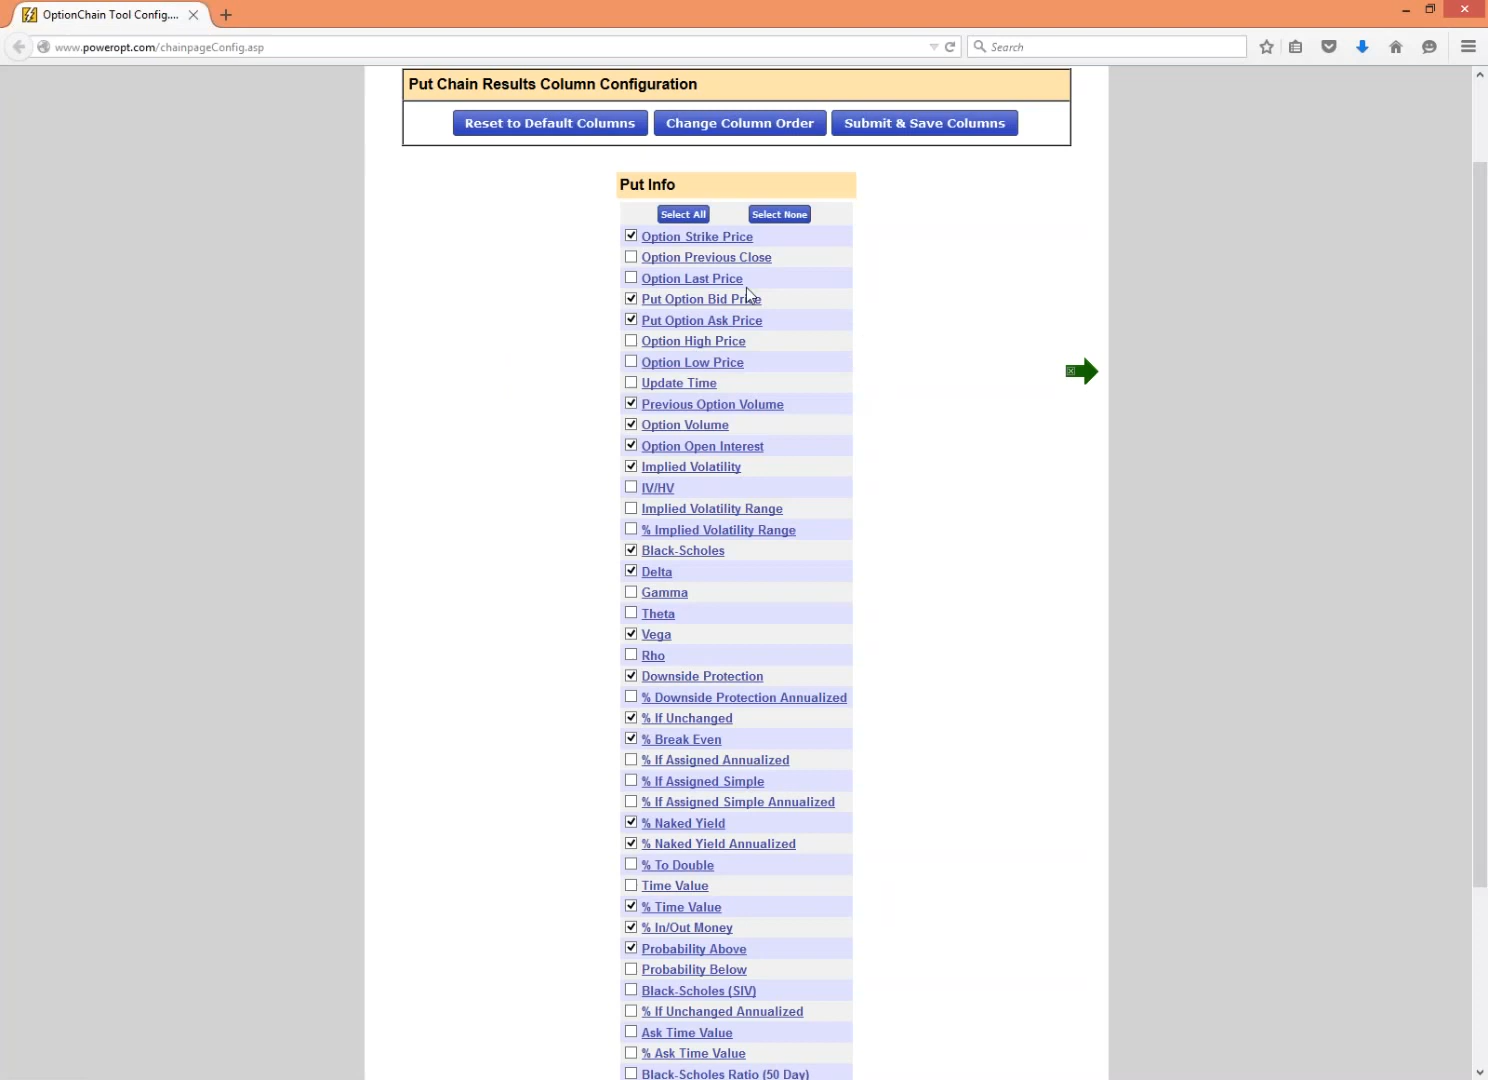 OptionChain Tool Config....
www.poweropt.com/chainpageConfig.asp
Search
Put Chain Results Column Configuration
Reset to Default Columns
Change Column Order
Submit & Save Columns
Put Info
Select All
Select None
Option Strike Price
Option Previous Close
Option Last Price
Put Option Bid Price
Put Option Ask Price
Option High Price
Option Low Price
Update Time
Previous Option Volume
Option Volume
Option Open Interest
Implied Volatility
IV/HV
Implied Volatility Range
% Implied Volatility Range
Black-Scholes
Delta
Gamma
Theta
Vega
Rho
Downside Protection
% Downside Protection Annualized
% If Unchanged
% Break Even
% If Assigned Annualized
% If Assigned Simple
% If Assigned Simple Annualized
% Naked Yield
% Naked Yield Annualized
% To Double
Time Value
% Time Value
% In/Out Money
Probability Above
Probability Below
Black-Scholes (SIV)
% If Unchanged Annualized
Ask Time Value
% Ask Time Value
Black-Scholes Ratio (50 Day)